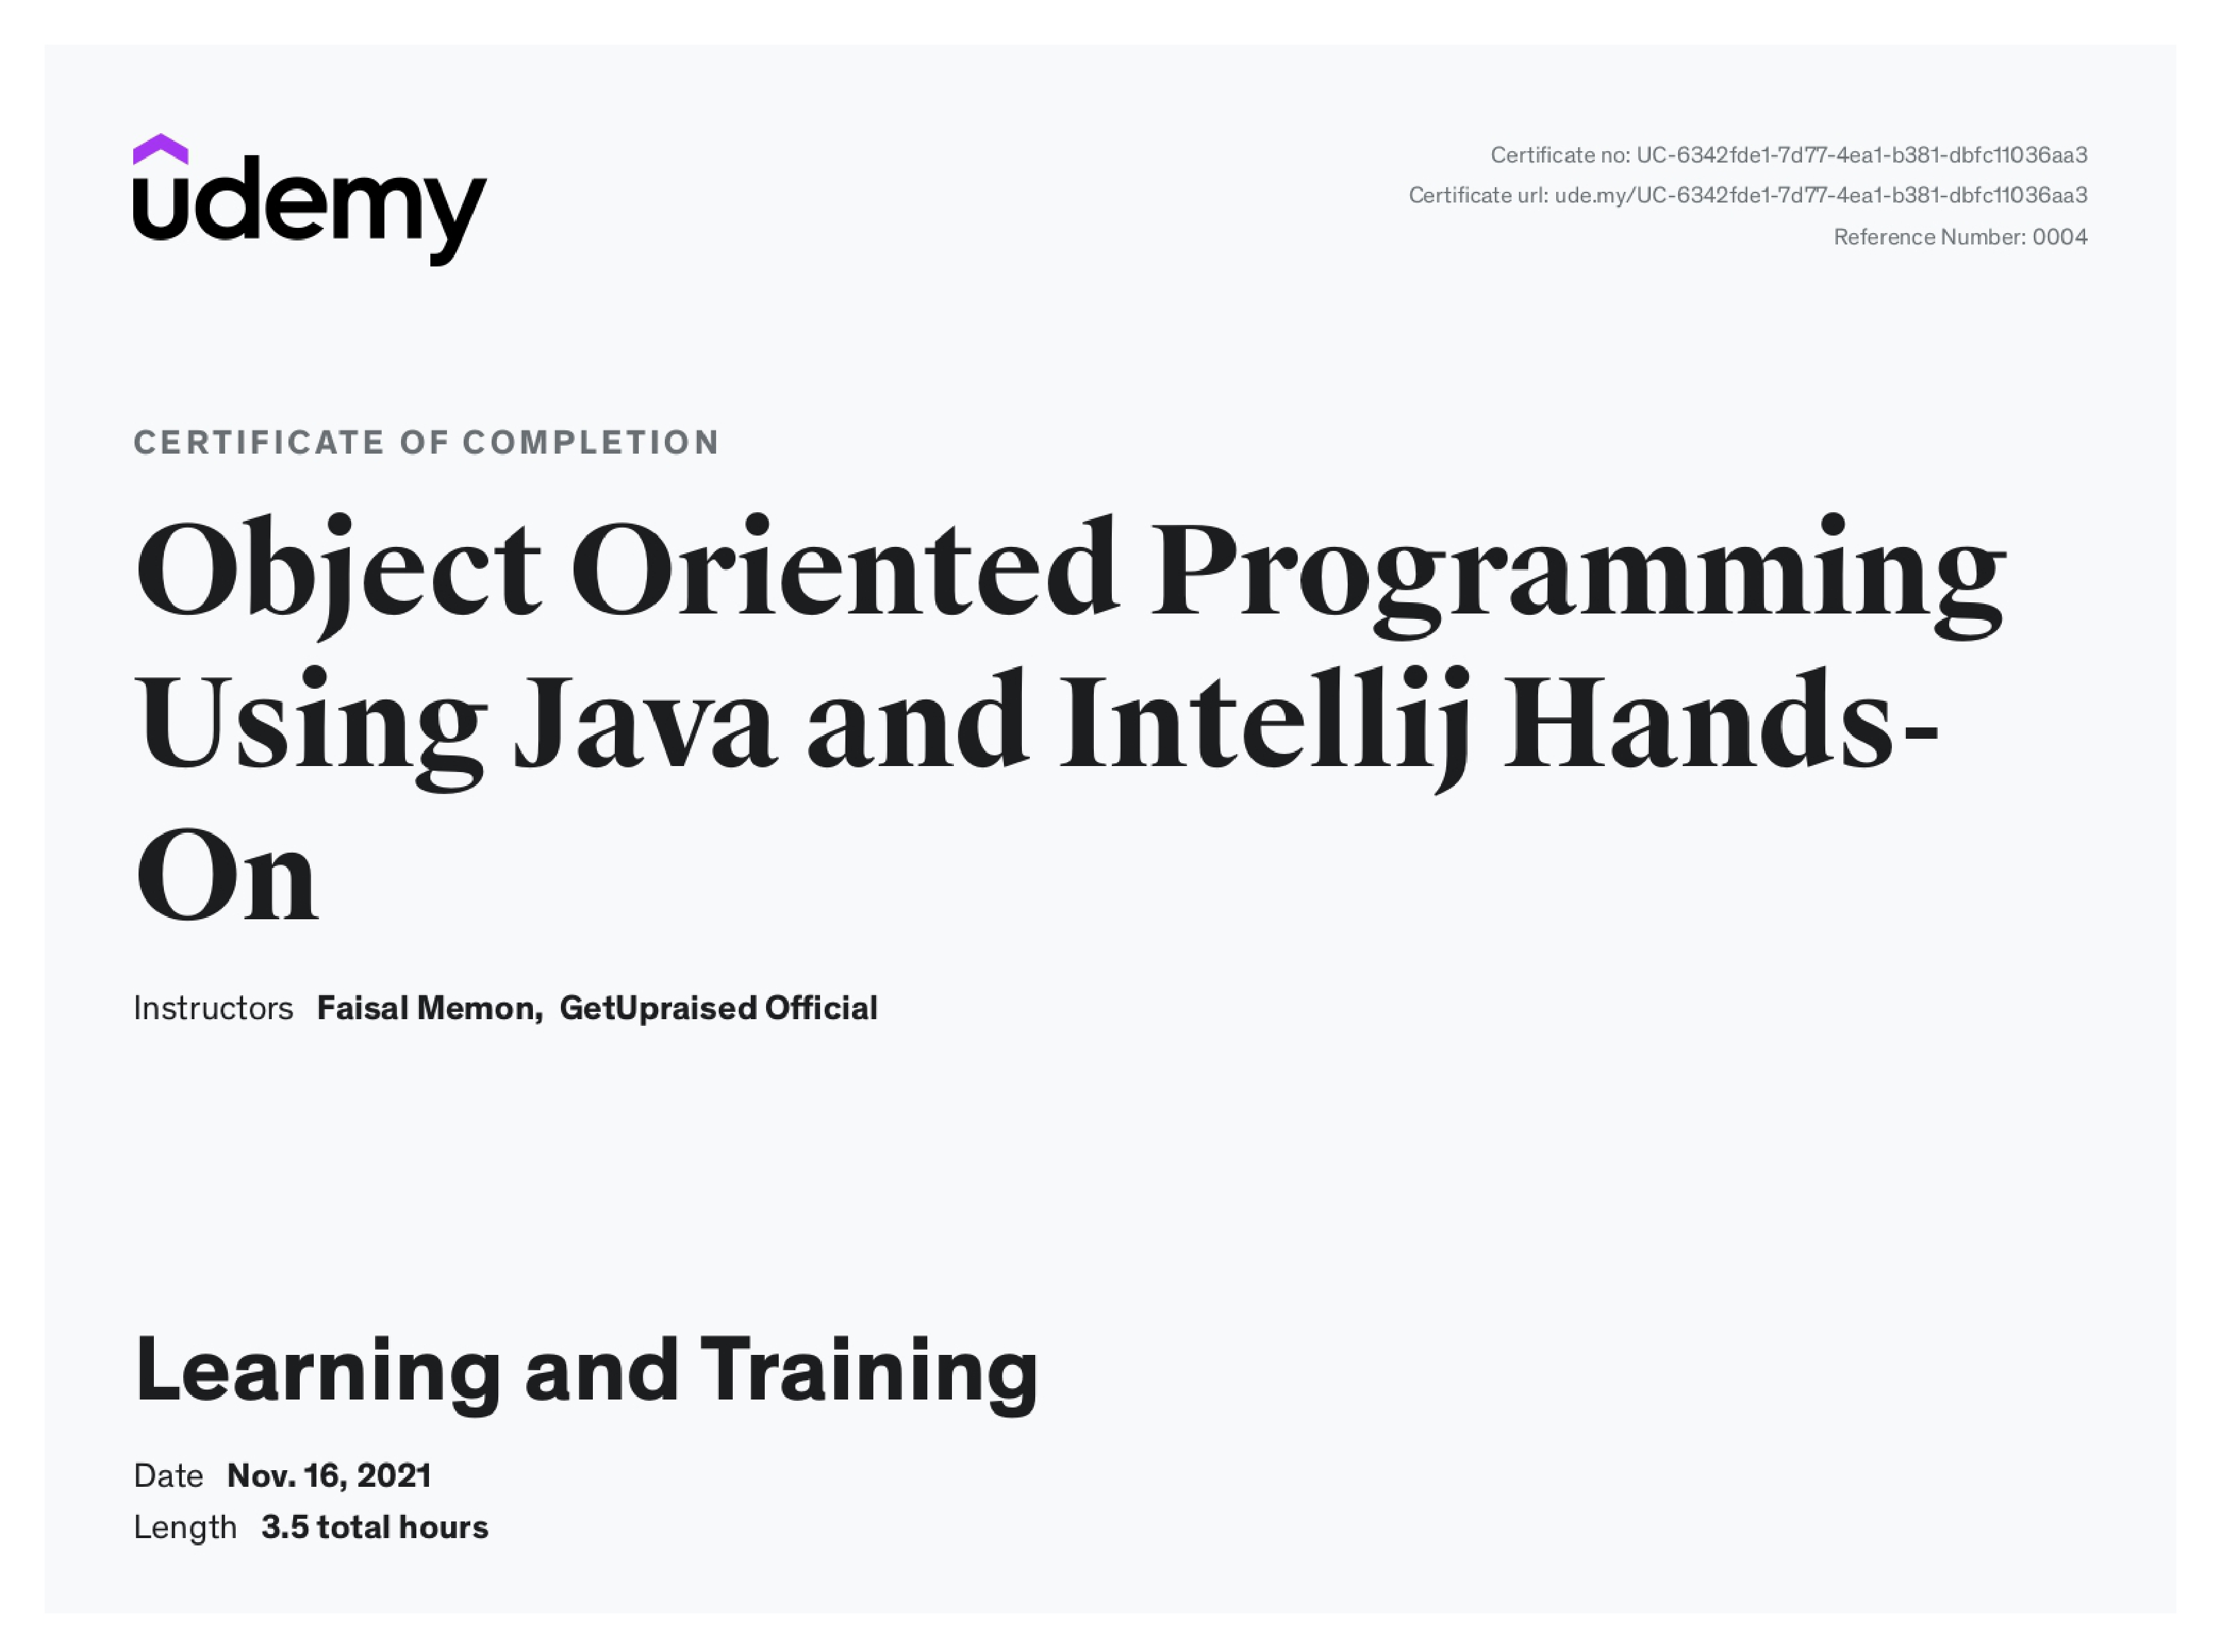 udemy
Certificate no: UC-6342fde1-7d77-4ea1-b381-dbfc11036aa3
Certificate url: ude.my/UC-6342fde1-7d77-4ea1-b381-dbfc11036aa3
Reference Number: 0004
CERTIFICATE OF COMPLETION
Object Oriented Programming
Using Java and Intellij Hands-
On
Instructors Faisal Memon, GetUpraised Official
Learning and Training
Date Nov. 16, 2021
Length 3.5 total hours